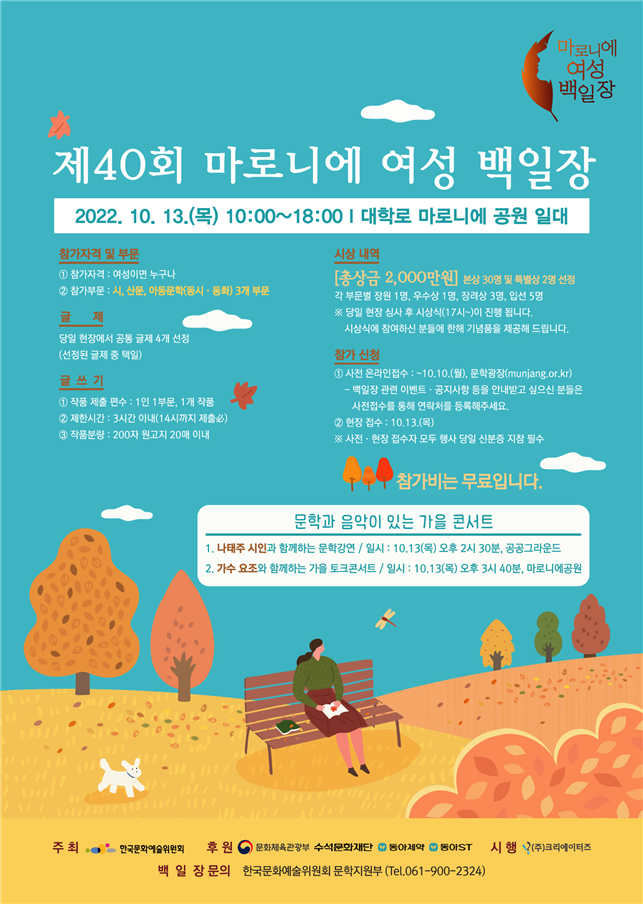 마로니에
여성
백일장
제40회 마로니에 여성 백일장
2022. 10. 13.(목) 10:00~18:00 I 대학로 마로니에 공원 일대
참가자격 및 부문
① 참가자격 : 여성이면 누구나
② 참가부문 : 시, 산문, 아동문학(동시 · 동화) 3개 부문
글 제
당일 현장에서 공통 글제 4개 선정
(선정된 글제 중 택일)
글 쓰 기
① 작품 제출 편수 : 1인 1부문, 1개 작품
② 제한시간 : 3시간 이내(14시까지 제출必)
③ 작품분량 : 200자 원고지 20매 이내
시상 내역
[총상금 2,000만원] 본상 30명 및 특별상 2명 선정
각 부문별 장원 1명, 우수상 1명, 장려상 3명, 입선 5명
※ 당일 현장 심사 후 시상식(17시~)이 진행 됩니다.
시상식에 참여하신 분들에 한해 기념품을 제공해 드립니다.
참가 신청
① 사전 온라인접수 : ~10.10.(월), 문학광장(munjang.or.kr)
- 백일장 관련 이벤트 · 공지사항 등을 안내받고 싶으신 분들은
사전접수를 통해 연락처를 등록해주세요.
② 현장 접수 : 10.13.(목)
※ 사전 · 현장 접수자 모두 행사 당일 신분증 지참 필수
참가비는 무료입니다.
문학과 음악이 있는 가을 콘서트
1. 나태주 시인과 함께하는 문학강연 / 일시 : 10.13(목) 오후 2시 30분, 공공그라운드
2. 가수 요조와 함께하는 가을 토크콘서트 / 일시 : 10.13(목) 오후 3시 40분, 마로니에공원
주최 한국문화예술위원회 후원 문화체육관광부 수석문화재단 동아제약 동아ST 시행 (주)크리에이터즈
백 일 장 문의 한국문화예술위원회 문학지원부 (Tel.061-900-2324)